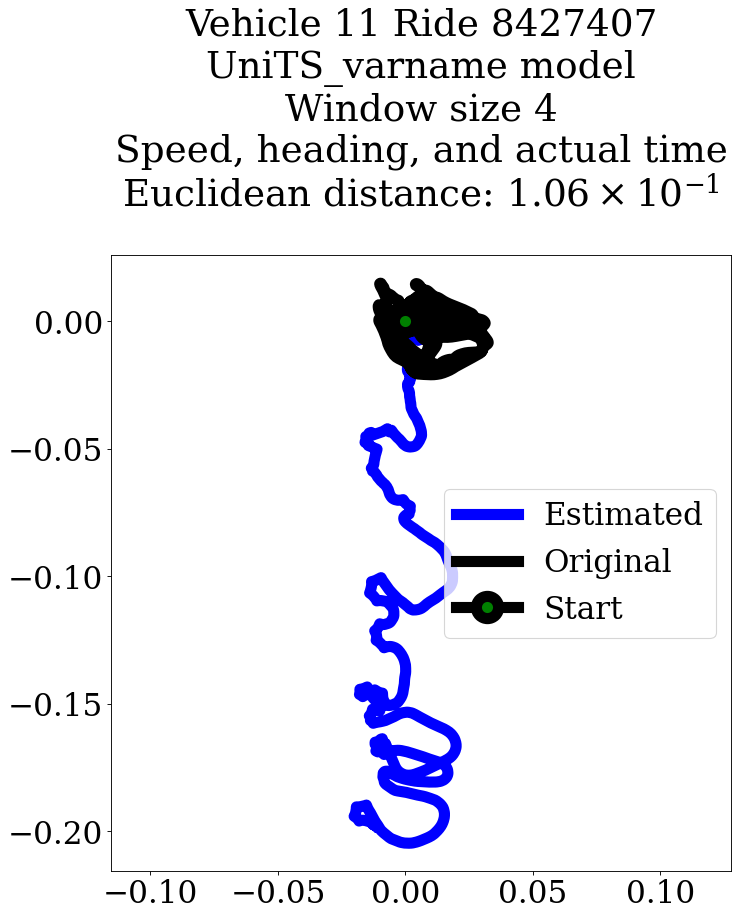 Vehicle 11 Ride 8427407
UniTS_varname model
Window size 4
Speed, heading, and actual time
Euclidean distance: 1.06 × 10⁻¹
0.00
−0.05
−0.10
−0.15
−0.20
Estimated
Original
Start
−0.10 −0.05 0.00 0.05 0.10